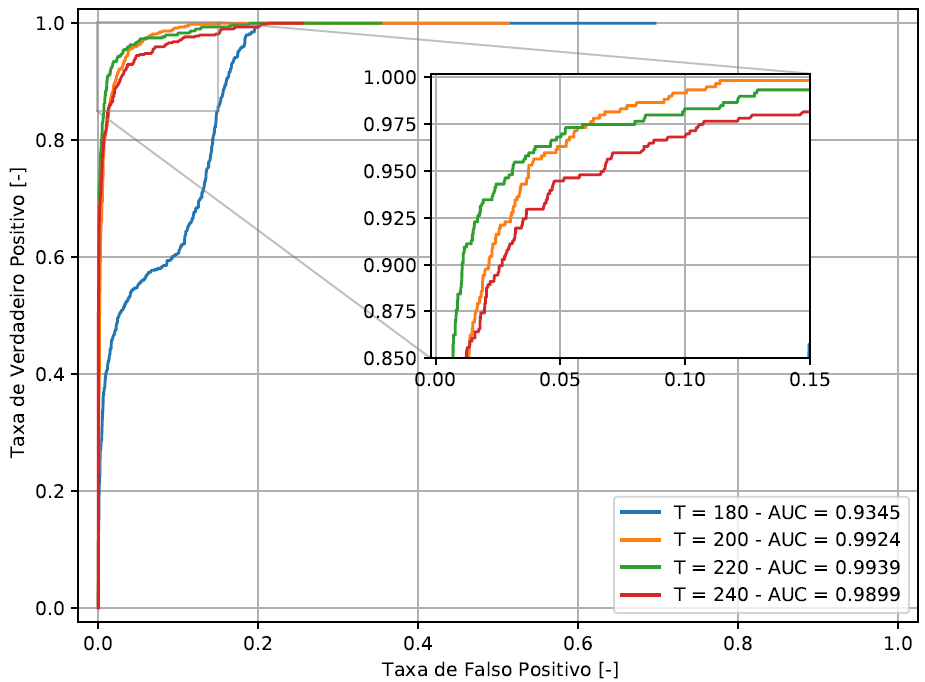 1.0
0.8
0.6
0.4
0.2
0.0
Taxa de Verdadeiro Positivo [-]
1.000
0.975
0.950
0.925
0.900
0.875
0.850
0.00 0.05 0.10 0.15
T = 180 - AUC = 0.9345
T = 200 - AUC = 0.9924
T = 220 - AUC = 0.9939
T = 240 - AUC = 0.9899
0.0 0.2 0.4 0.6 0.8 1.0
Taxa de Falso Positivo [-]